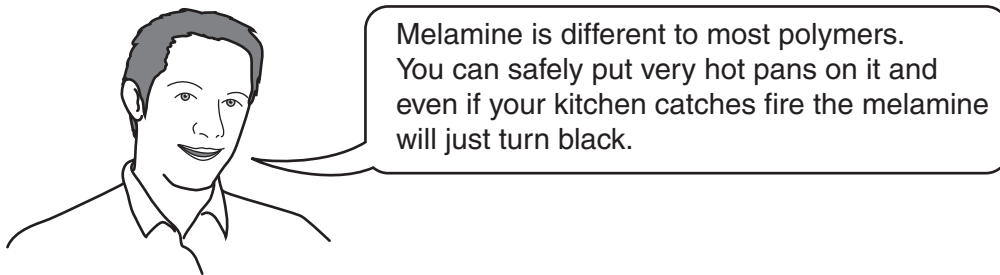 Melamine is different to most polymers.
You can safely put very hot pans on it and
even if your kitchen catches fire the melamine
will just turn black.